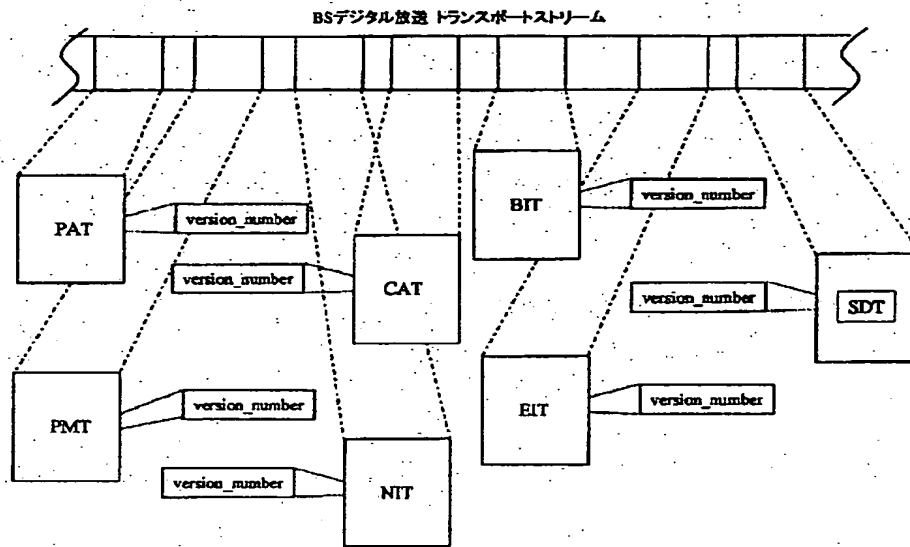 BSデジタル放送 トランスポートストリーム
PAT
version_number
BIT
version_number
version_number
CAT
version_number
SDT
PMT
version_number
EIT
version_number
version_number
NIT